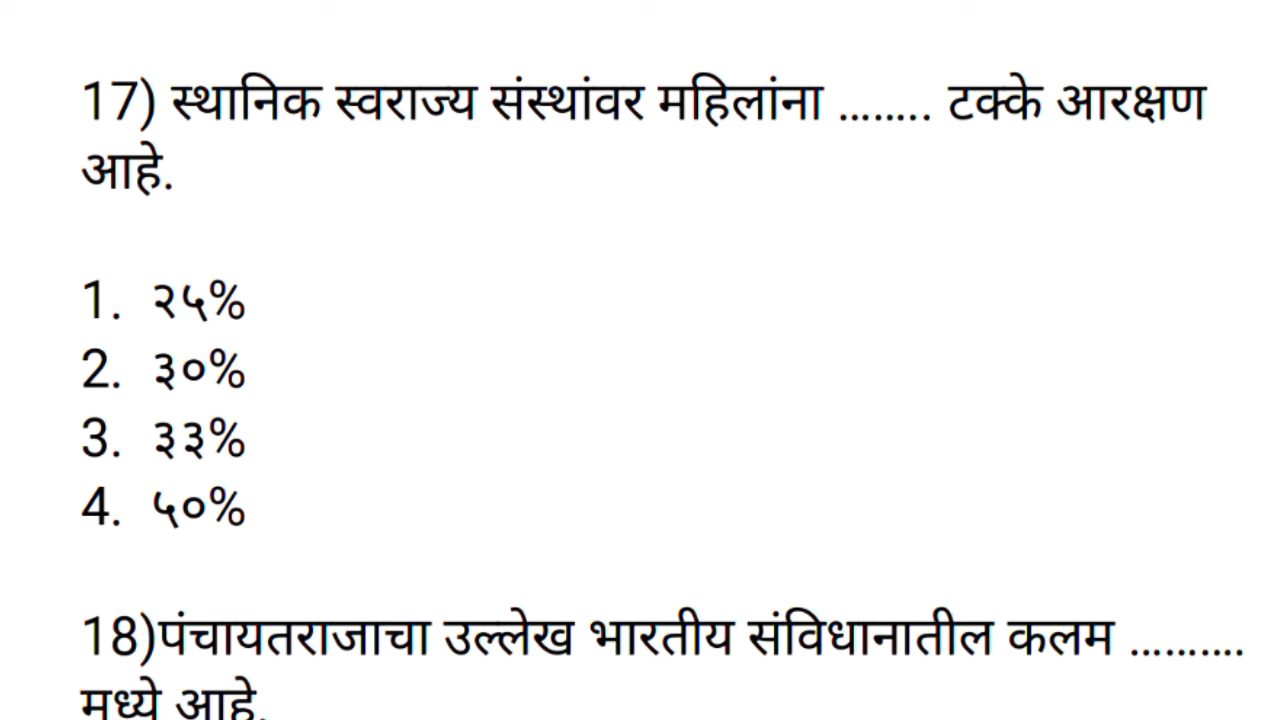 17) स्थानिक स्वराज्य संस्थांवर महिलांना …….. टक्के आरक्षण
आहे.
1. २५%
2. ३०%
3. ३३%
4. ५०%
18)पंचायतराजाचा उल्लेख भारतीय संविधानातील कलम ……….
मध्ये आहे.